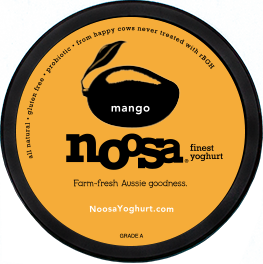 all natural • gluten free • probiotic • from happy cows never treated with rBGH
mango
noosa®
finest
yoghurt
Farm-fresh Aussie goodness.
NoosaYoghurt.com
GRADE A